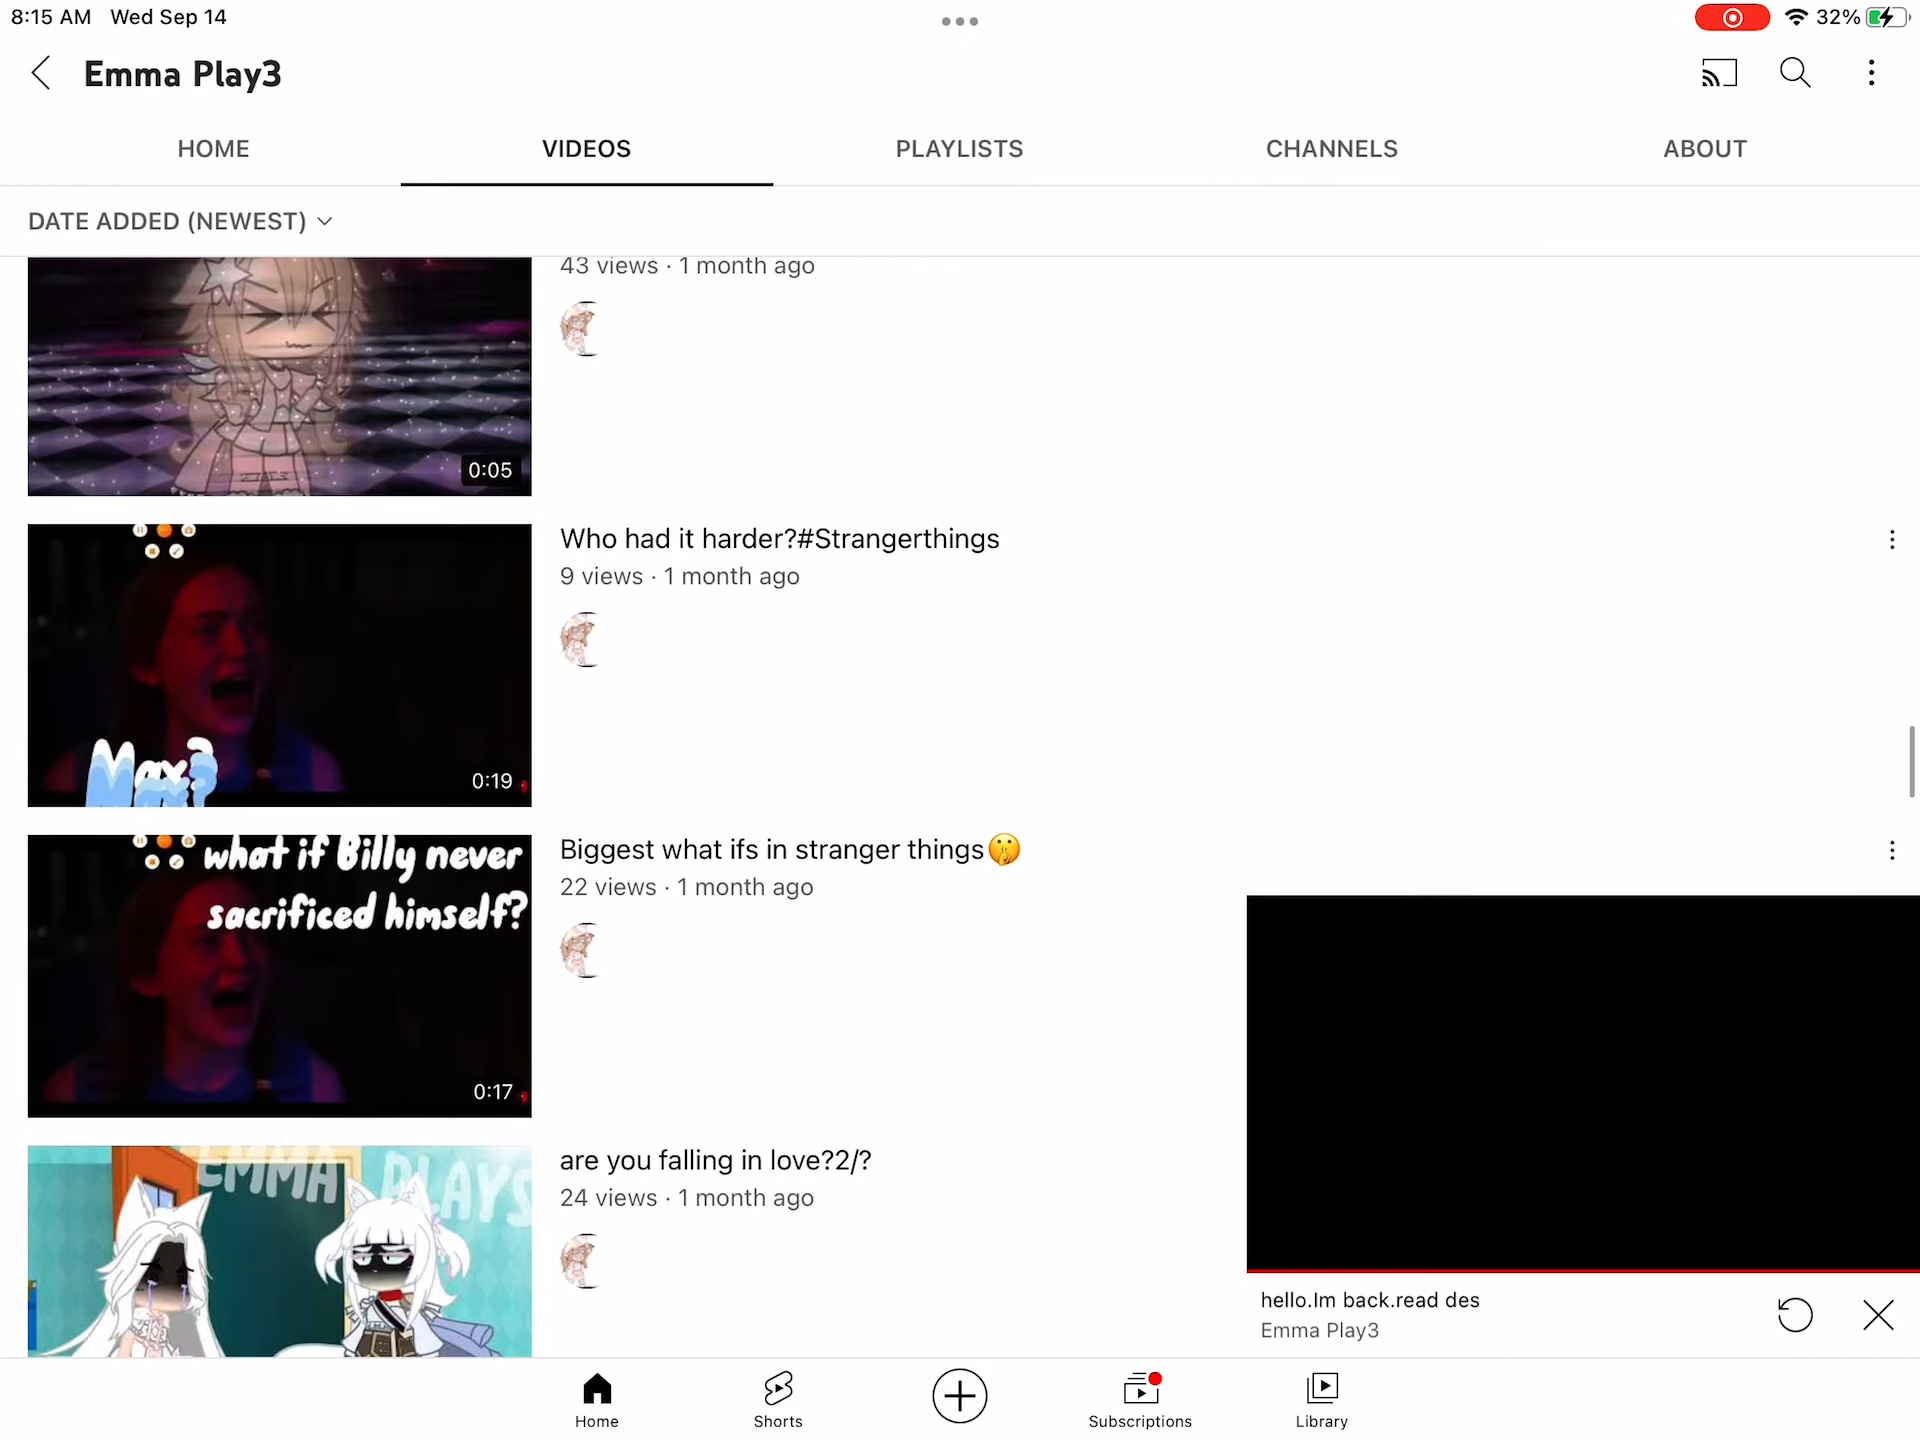 8:15 AM Wed Sep 14
32%
Emma Play3
HOME VIDEOS PLAYLISTS CHANNELS ABOUT
DATE ADDED (NEWEST)
43 views · 1 month ago
0:05
Who had it harder?#Strangerthings
9 views · 1 month ago
Max?
0:19
what if Billy never
sacrificed himself?
Biggest what ifs in stranger things🤫
22 views · 1 month ago
0:17
EMMA PLAYS
are you falling in love?2/?
24 views · 1 month ago
hello.Im back.read des
Emma Play3
Home Shorts Subscriptions Library